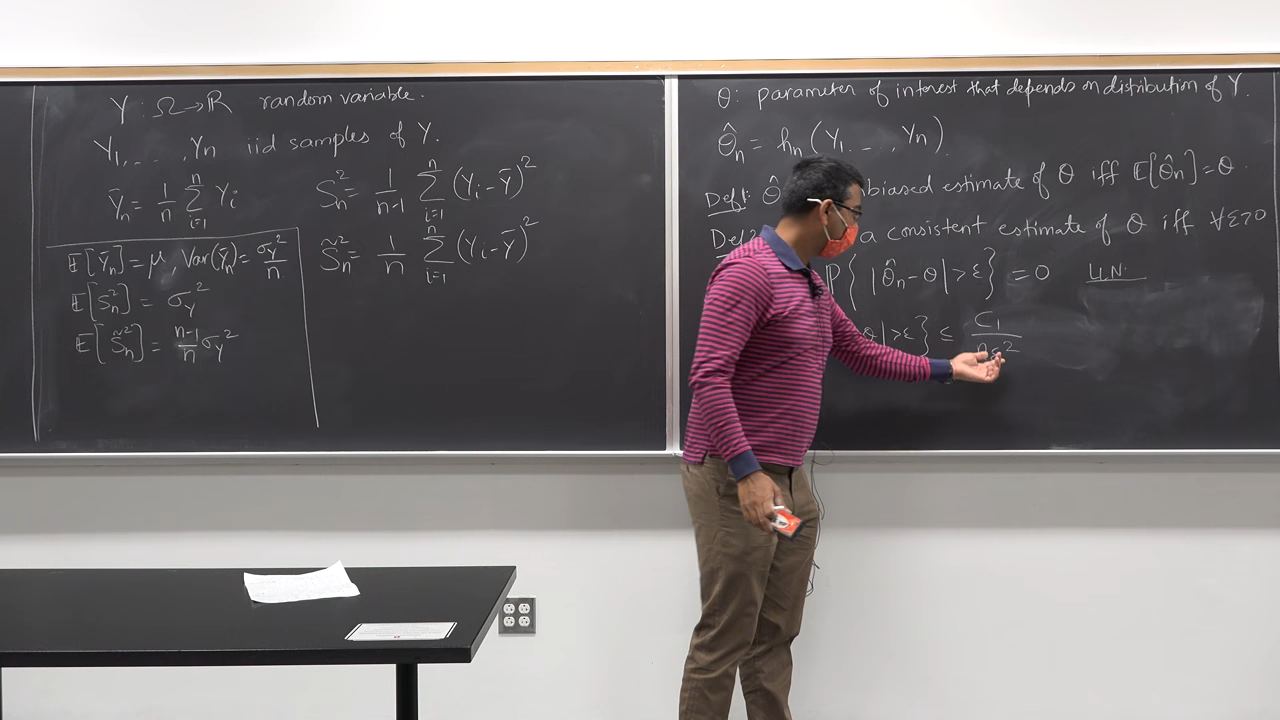 Y : Ω → ℝ random variable.
Y₁, . . . , Yₙ iid samples of Y.
Ȳₙ = 1/n Σᵢ₌₁ⁿ Yᵢ
Sₙ² = 1/(n-1) Σᵢ₌₁ⁿ (Yᵢ - Ȳ)²
S̃ₙ² = 1/n Σᵢ₌₁ⁿ (Yᵢ - Ȳ)²
𝔼[Ȳₙ] = μ, Var(Ȳₙ) = σ_Y²/n
𝔼[Sₙ²] = σ_Y²
𝔼[S̃ₙ²] = (n-1)/n σ_Y²
θ: parameter of interest that depends on distribution of Y.
θ̂ₙ = hₙ(Y₁, . . . , Yₙ)
Def1: θ̂ biased estimate of θ iff 𝔼[θ̂ₙ] = θ.
Def2: a consistent estimate of θ iff ∀ε>0
P{ |θ̂ₙ - θ| > ε } = 0
θ| > ε } ≤ C₁/(nε²)